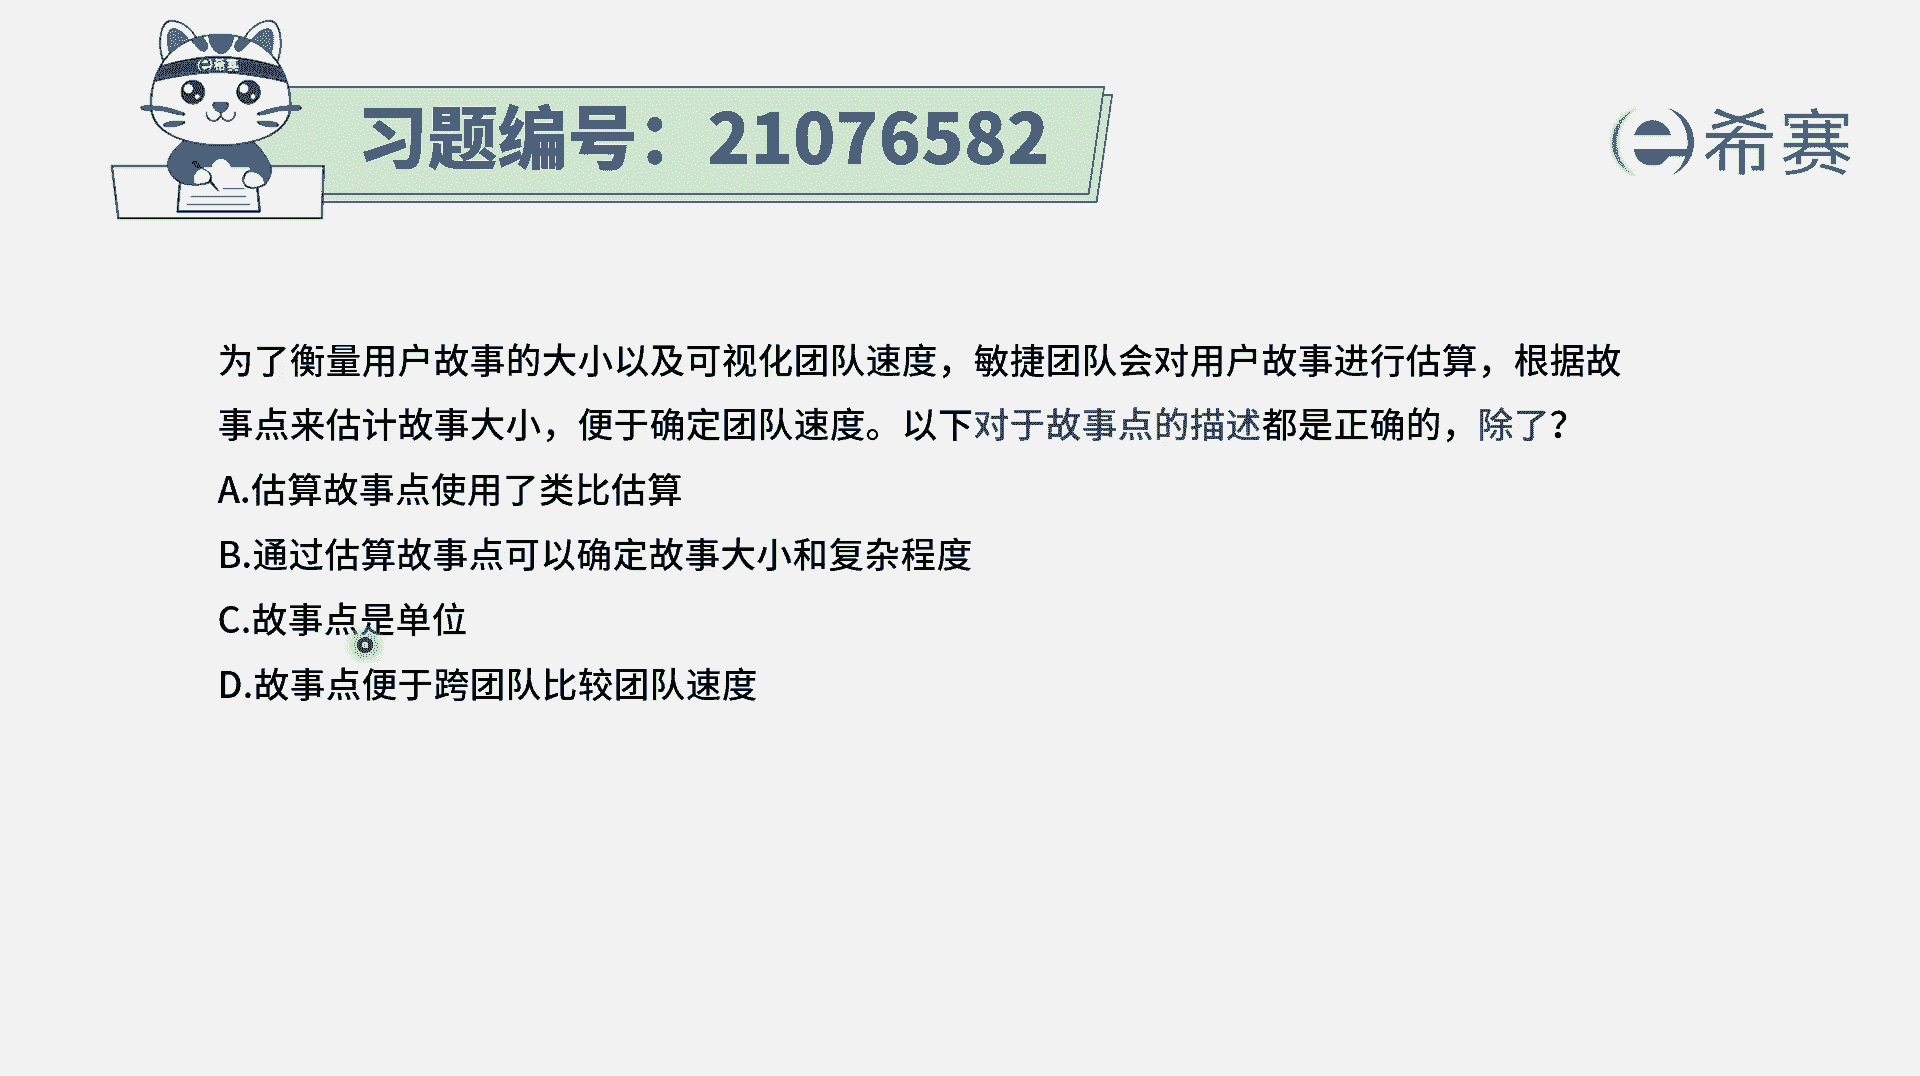 希赛
习题编号：21076582
希赛
为了衡量用户故事的大小以及可视化团队速度，敏捷团队会对用户故事进行估算，根据故
事点来估计故事大小，便于确定团队速度。以下对于故事点的描述都是正确的，除了？
A.估算故事点使用了类比估算
B.通过估算故事点可以确定故事大小和复杂程度
C.故事点是单位
D.故事点便于跨团队比较团队速度